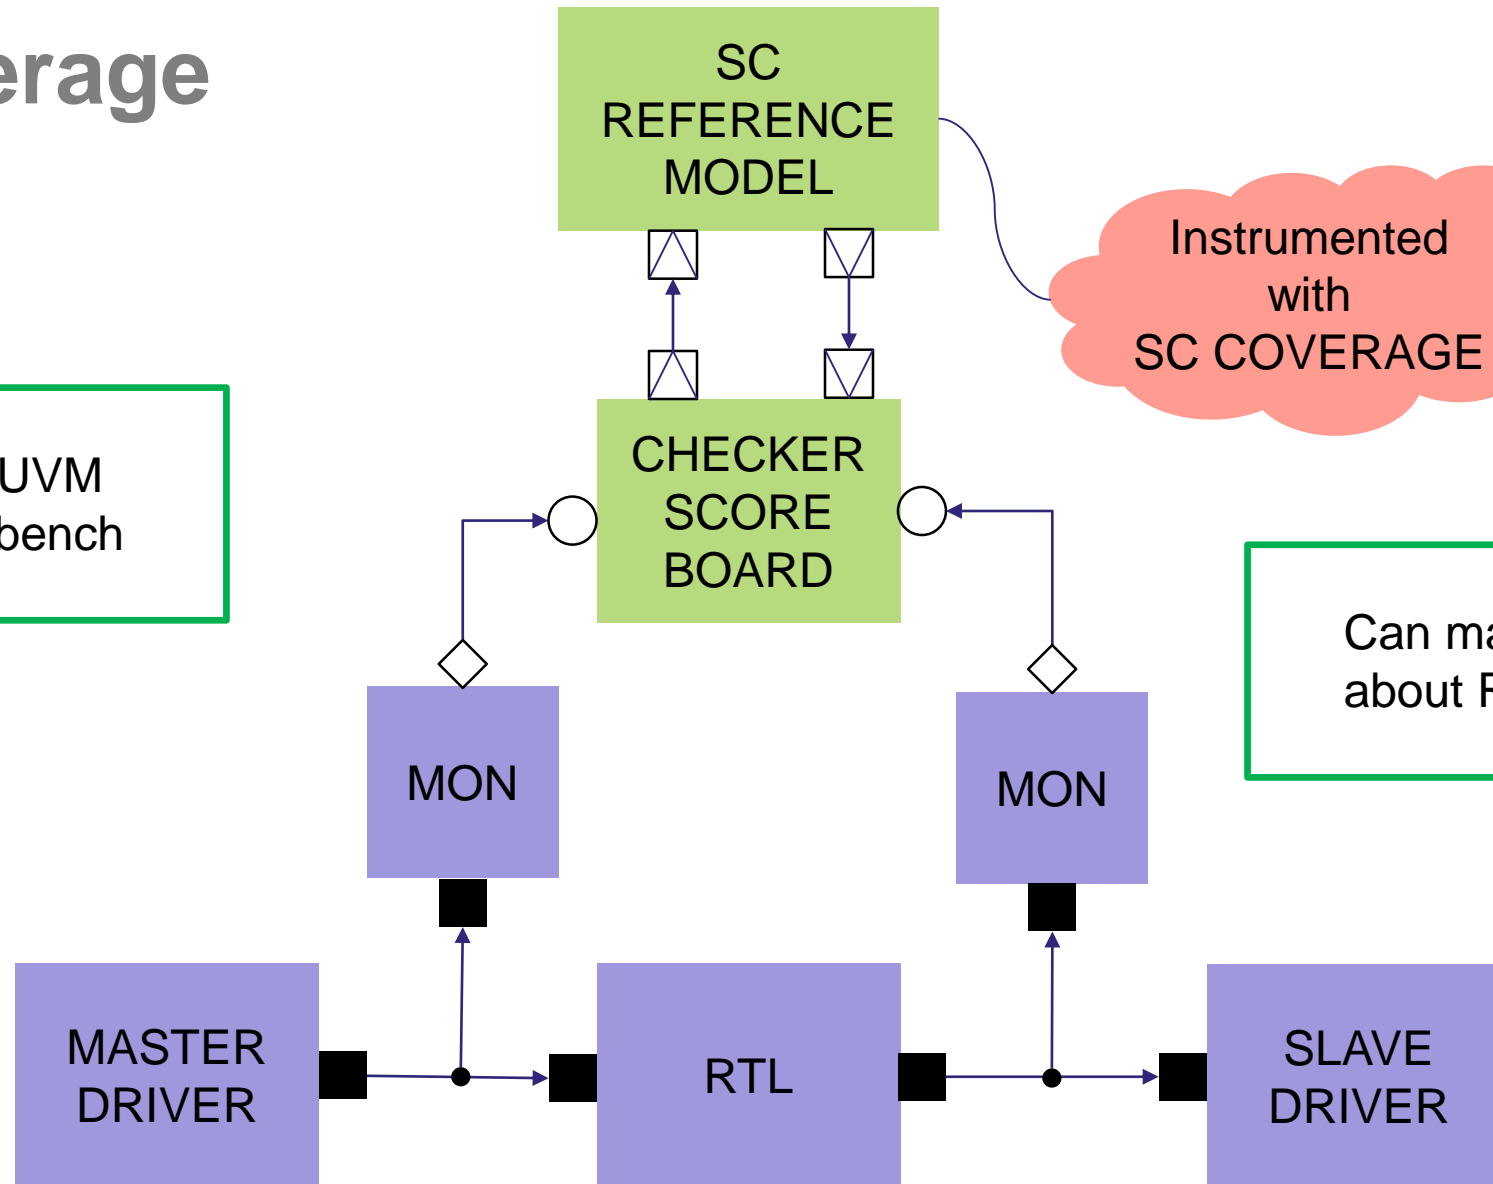 erage
SC
REFERENCE
MODEL
Instrumented
with
SC COVERAGE
UVM
bench
CHECKER
SCORE
BOARD
Can ma
about
MON
MON
MASTER
DRIVER
RTL
SLAVE
DRIVER